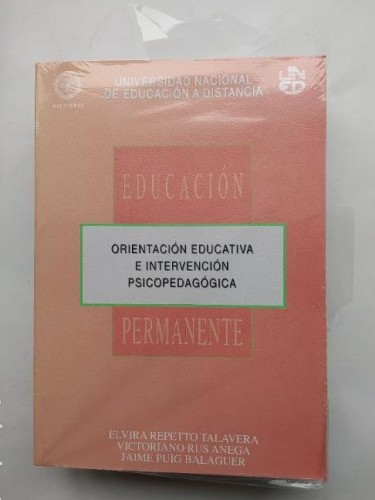 UNIVERSIDAD NACIONAL
DE EDUCACIÓN A DISTANCIA
UNED
EDUCACIÓN
ORIENTACIÓN EDUCATIVA
E INTERVENCIÓN
PSICOPEDAGÓGICA
PERMANENTE
ELVIRA REPETTO TALAVERA
VICTORIANO RUS ANEGA
JAIME PUIG BALAGUER